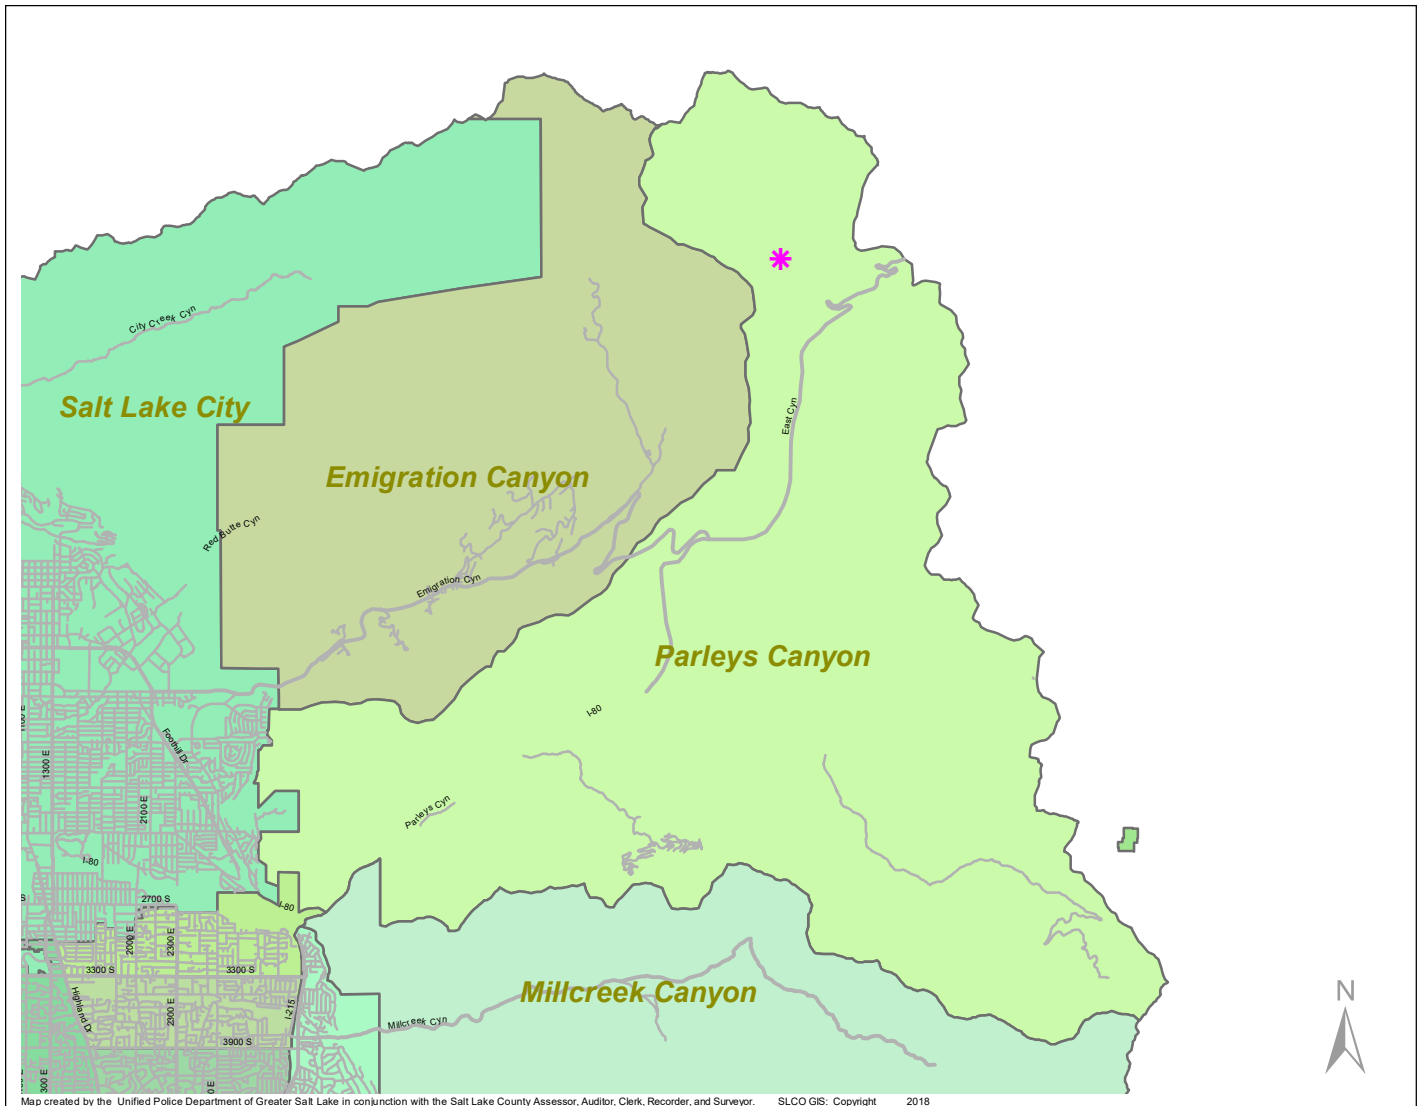 City Creek Cyn
Salt Lake City
East Cyn
Emigration Canyon
Red Butte Cyn
Emigration Cyn
Parleys Canyon
I-80
Foothill Dr
1300 E
2100 E
Parleys Cyn
I-80
2700 S
S
I-80
2000 E
2300 E
3300 S
3300 S
Millcreek Canyon
Highland Dr
2300 E
I-215
Millcreek Cyn
3900 S
N
Map created by the Unified Police Department of Greater Salt Lake in conjunction with the Salt Lake County Assessor, Auditor, Clerk, Recorder, and Surveyor. SLCO GIS: Copyright 2018